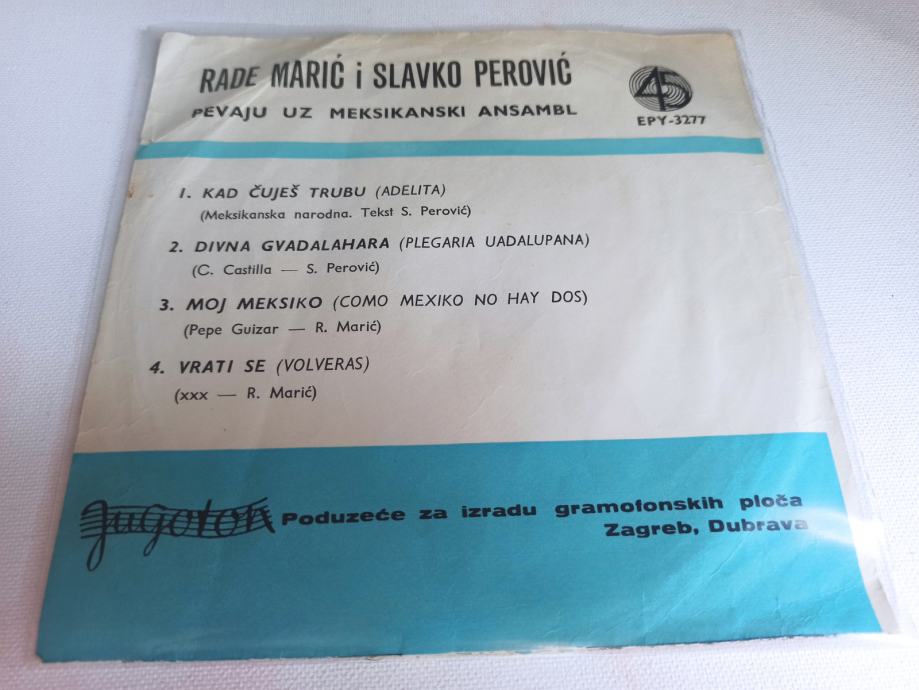 RADE MARIĆ i SLAVKO PEROVIĆ
PEVAJU UZ MEKSIKANSKI ANSAMBL
45
EPY-3277
1. KAD ČUJEŠ TRUBU (ADELITA)
(Meksikanska narodna. Tekst S. Perović)
2. DIVNA GVADALAHARA (PLEGARIA UADALUPANA)
(C. Castilla — S. Perović)
3. MOJ MEKSIKO (COMO MEXIKO NO HAY DOS)
(Pepe Guizar — R. Marić)
4. VRATI SE (VOLVERAS)
(xxx — R. Marić)
Jugoton
Poduzeće za izradu gramofonskih ploča
Zagreb, Dubrava